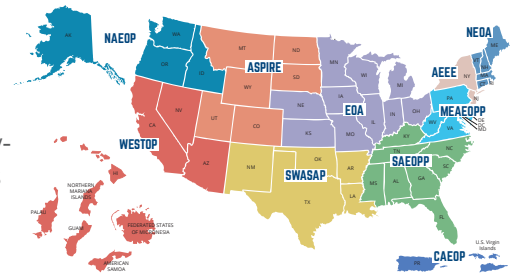 NEOA
NAEOP
WA
AK
ME
MT
ND
OR
ID
ASPIRE
MN
AEEE
NY
WI
SD
MI
WY
IA
PA
NE
MEAEOPP
NV
EOA
IL
IN
OH
UT
CO
WV
VA
DE
DC
MD
CA
KS
MO
KY
WESTOP
NC
TN
SAEOPP
AZ
NM
OK
AR
SC
SWASAP
HI
MS
AL
GA
NORTHERN
MARIANA
ISLANDS
TX
LA
PALAU
FL
GUAM
FEDERATED STATES
OF MICRONESIA
U.S. Virgin
Islands
CAEOP
PR
AMERICAN
SAMOA